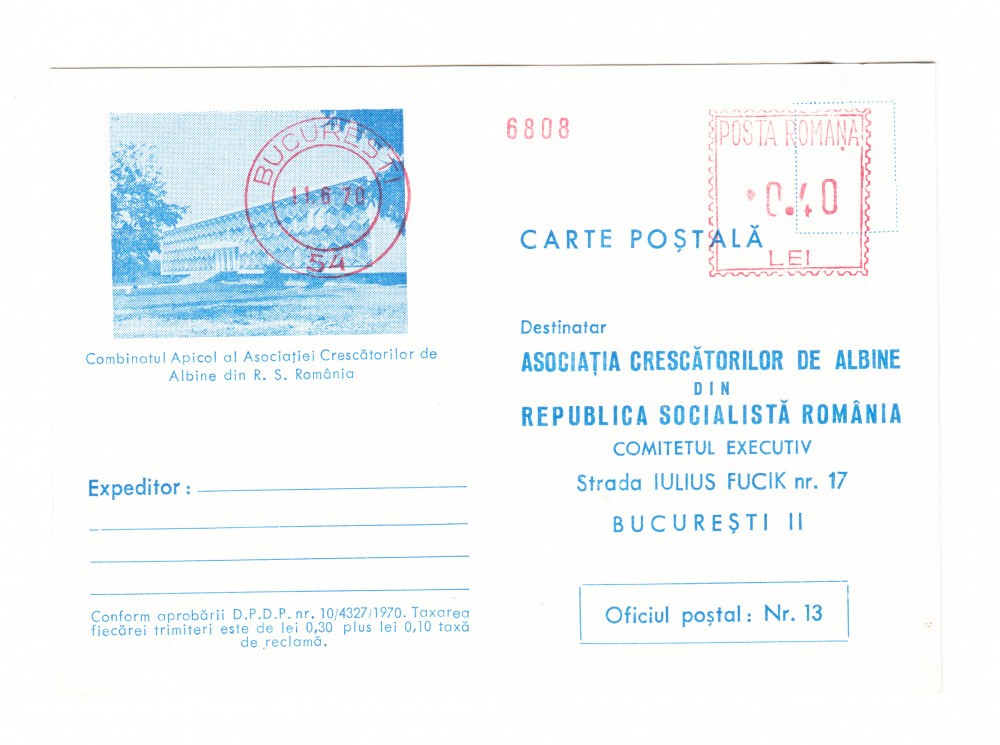 BUCUREȘTI
11.6.70
54
Combinatul Apicol al Asociației Crescătorilor de
Albine din R. S. România
Expeditor :
Conform aprobării D.P.D.P. nr. 10/4327/1970. Taxarea
fiecărei trimiteri este de lei 0,30 plus lei 0,10 taxă
de reclamă.
6808
POSTA ROMANA
0.40
LEI
CARTE POȘTALĂ
Destinatar
ASOCIAȚIA CRESCĂTORILOR DE ALBINE
DIN
REPUBLICA SOCIALISTĂ ROMÂNIA
COMITETUL EXECUTIV
Strada IULIUS FUCIK nr. 17
BUCUREȘTI II
Oficiul poștal : Nr. 13